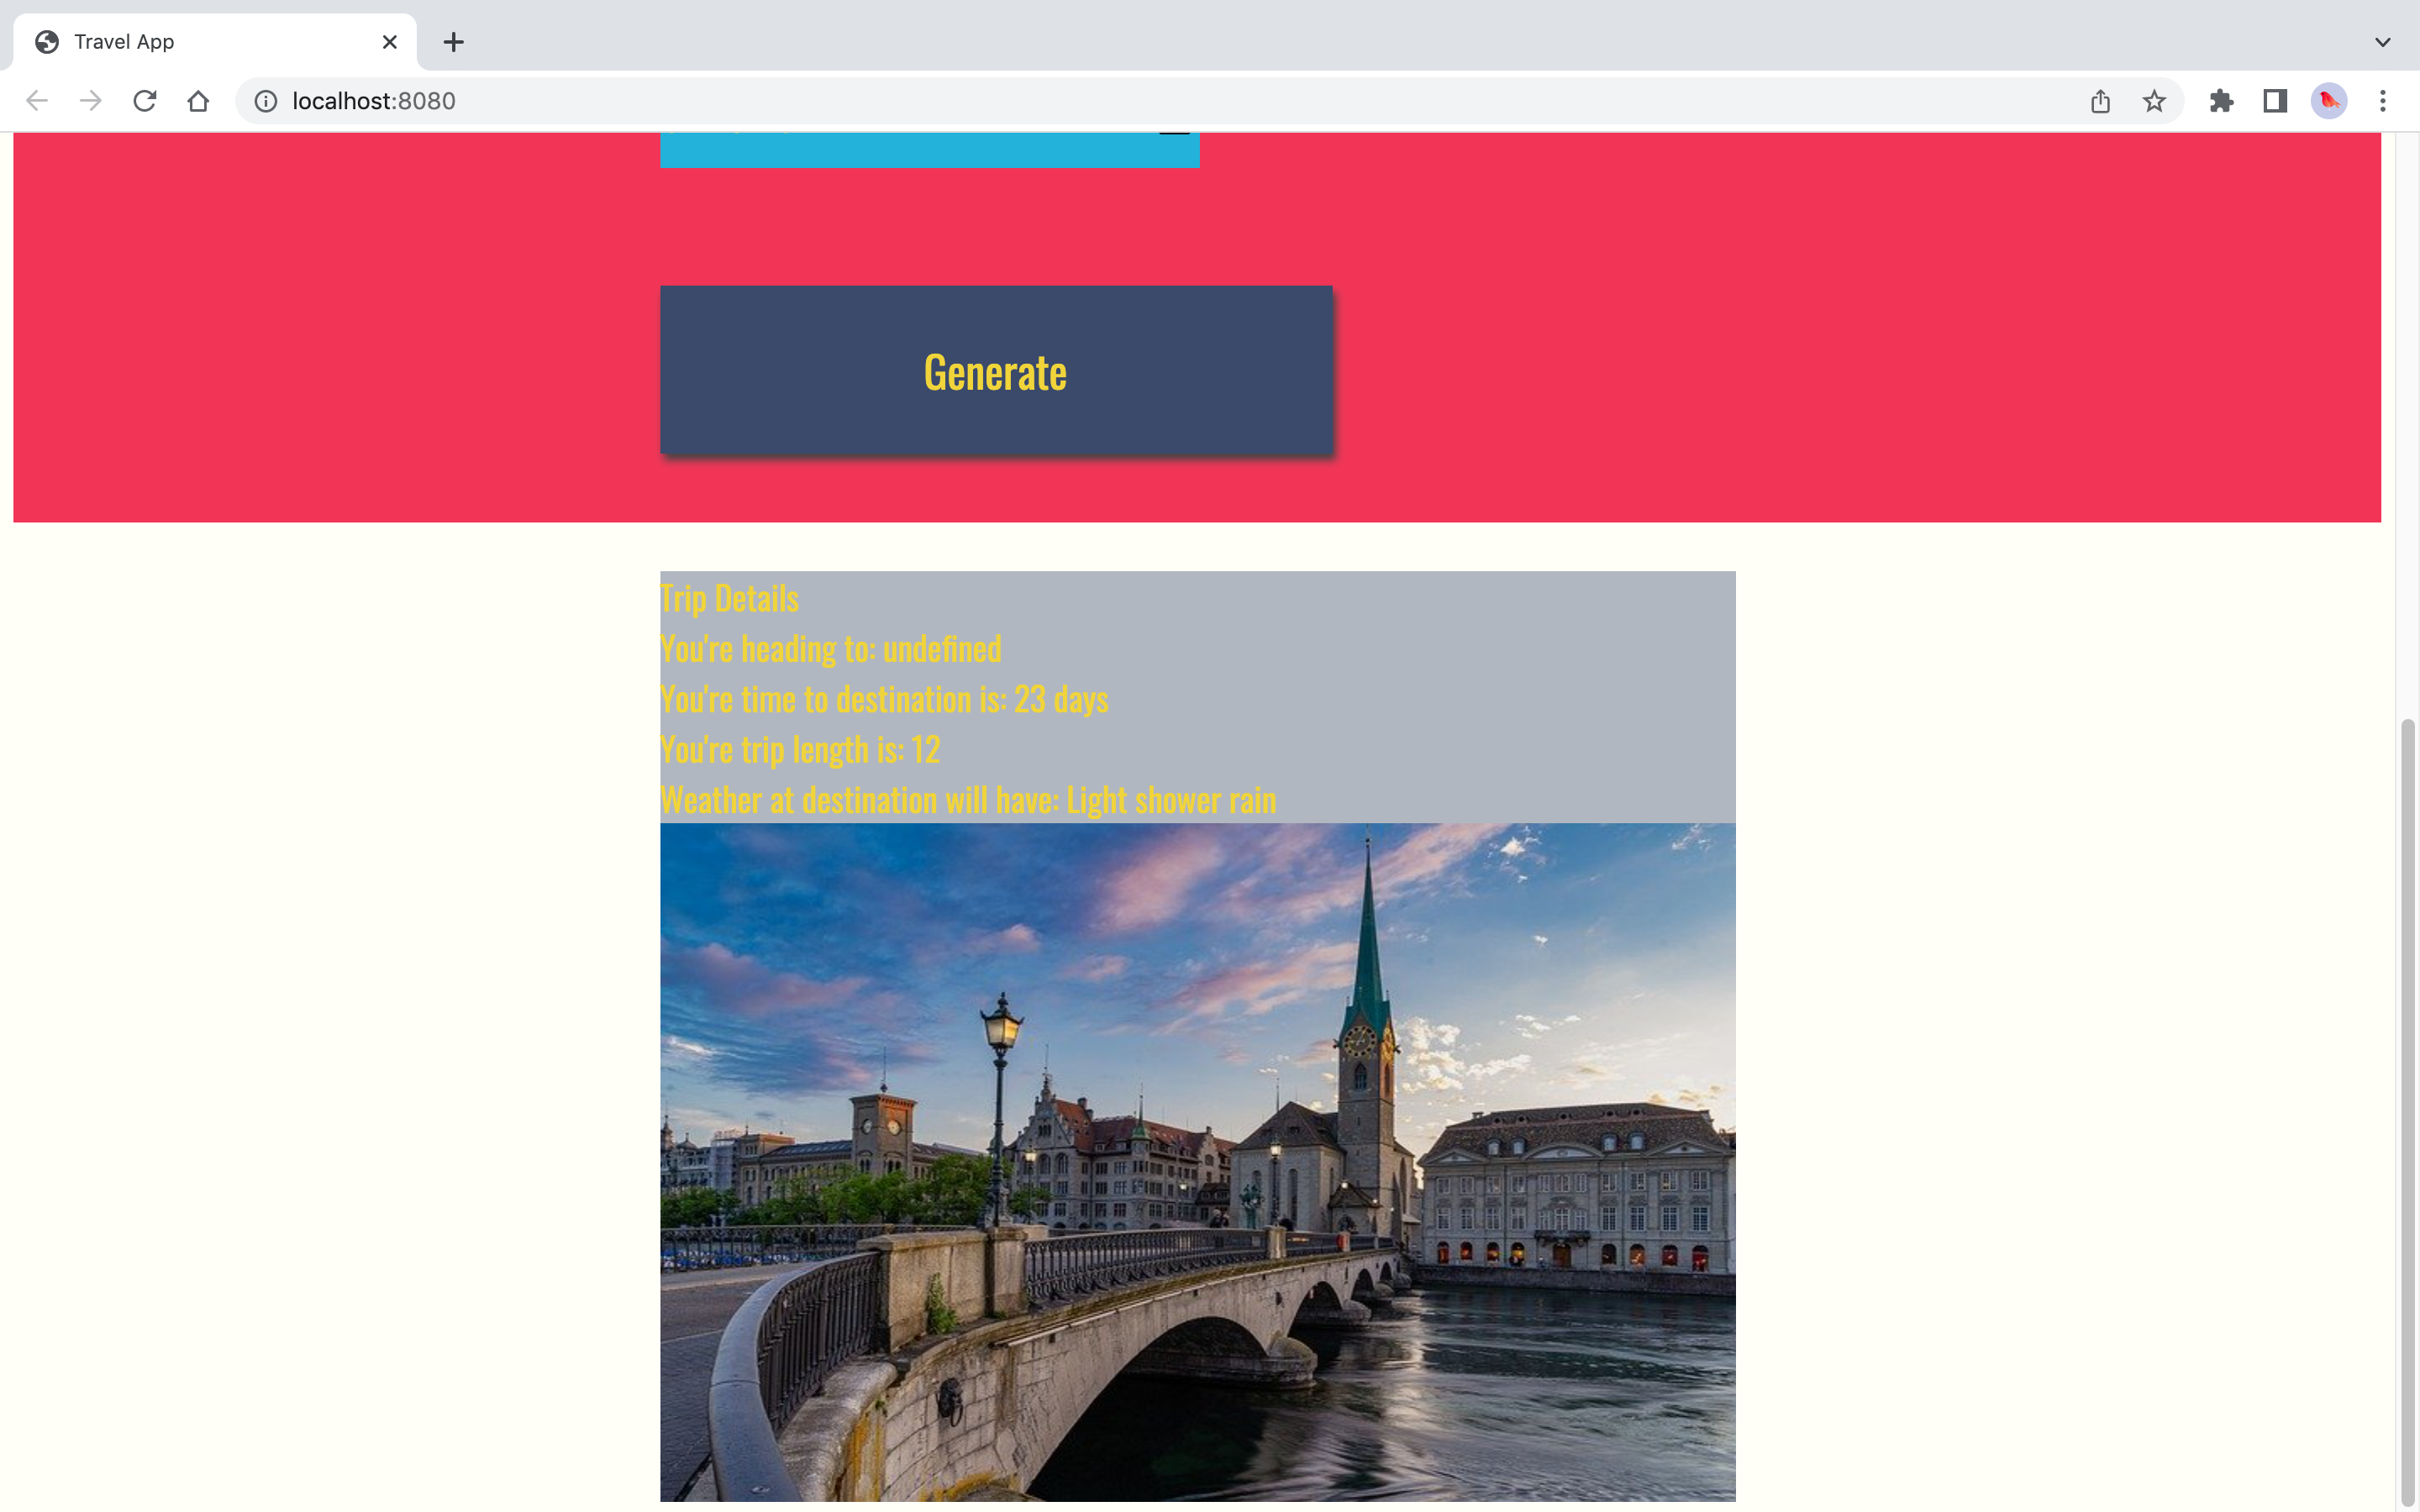 Travel App
localhost:8080
Generate
Trip Details
You're heading to: undefined
You're time to destination is: 23 days
You're trip length is: 12
Weather at destination will have: Light shower rain